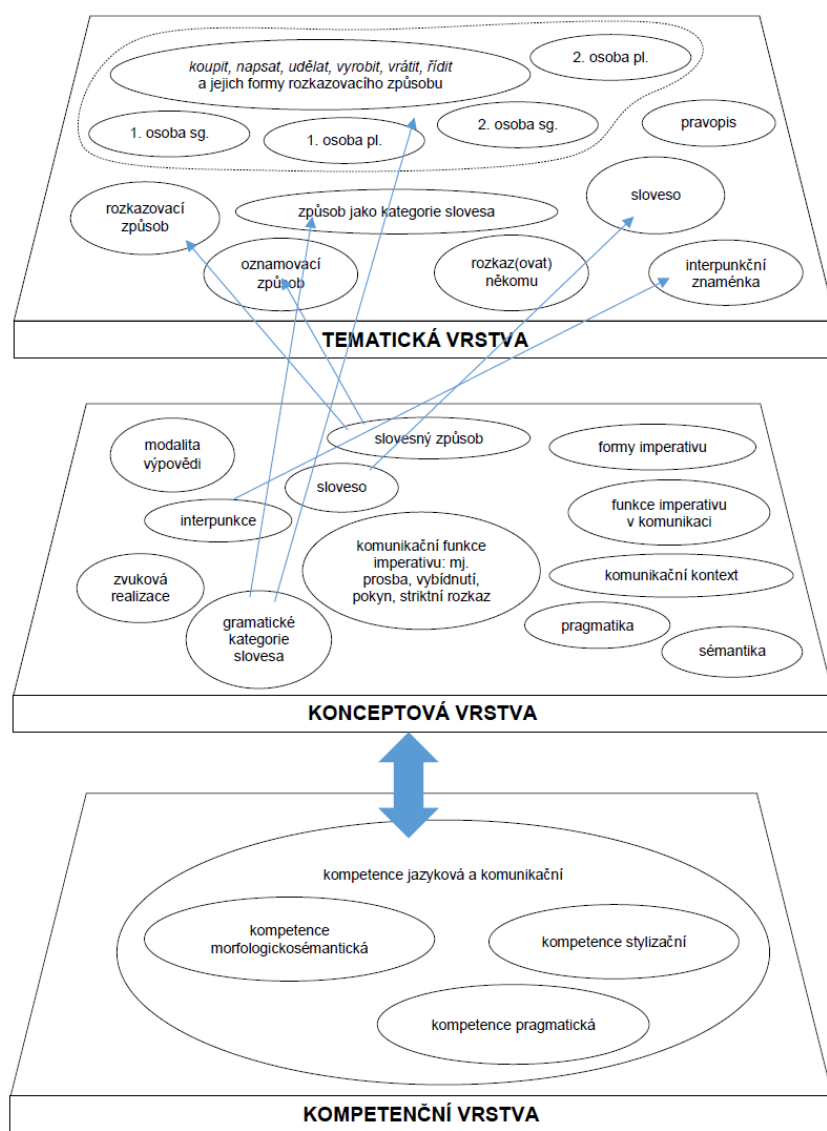 koupit, napsat, udělat, vyrobit, vrátit, řídit
a jejich formy rozkazovacího způsobu
2. osoba pl.
1. osoba sg.
1. osoba pl.
2. osoba sg.
pravopis
rozkazovací
způsob
způsob jako kategorie slovesa
sloveso
oznamovací
způsob
rozkaz(ovat)
někomu
interpunkční
znaménka
TEMATICKÁ VRSTVA
modalita
výpovědi
slovesný způsob
formy imperativu
sloveso
interpunkce
funkce imperativu
v komunikaci
komunikační funkce
imperativu: mj.
prosba, vybídnutí,
pokyn, striktní rozkaz
zvuková
realizace
komunikační kontext
gramatické
kategorie
slovesa
pragmatika
sémantika
KONCEPTOVÁ VRSTVA
kompetence jazyková a komunikační
kompetence
morfologickosémantická
kompetence stylizační
kompetence pragmatická
KOMPETENČNÍ VRSTVA